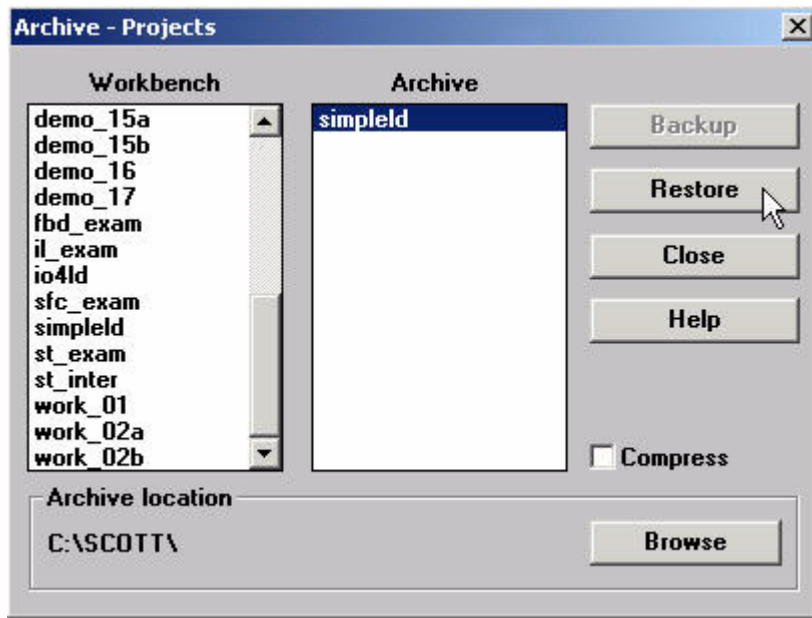 Archive - Projects
Workbench
demo_15a
demo_15b
demo_16
demo_17
fbd_exam
il_exam
io4ld
sfc_exam
simpleld
st_exam
st_inter
work_01
work_02a
work_02b
Archive
simpleld
Backup
Restore
Close
Help
Compress
Archive location
C:\SCOTT\
Browse